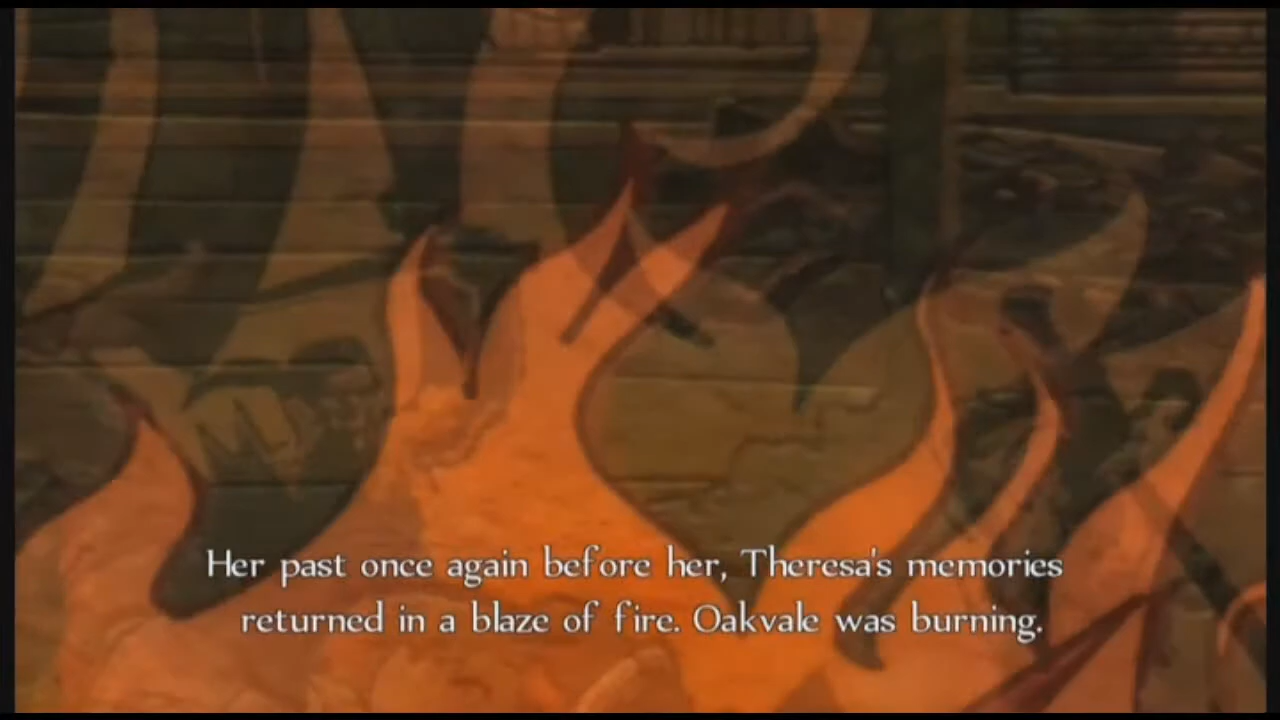 Her past once again before her, Theresa's memories
returned in a blaze of fire. Oakvale was burning.